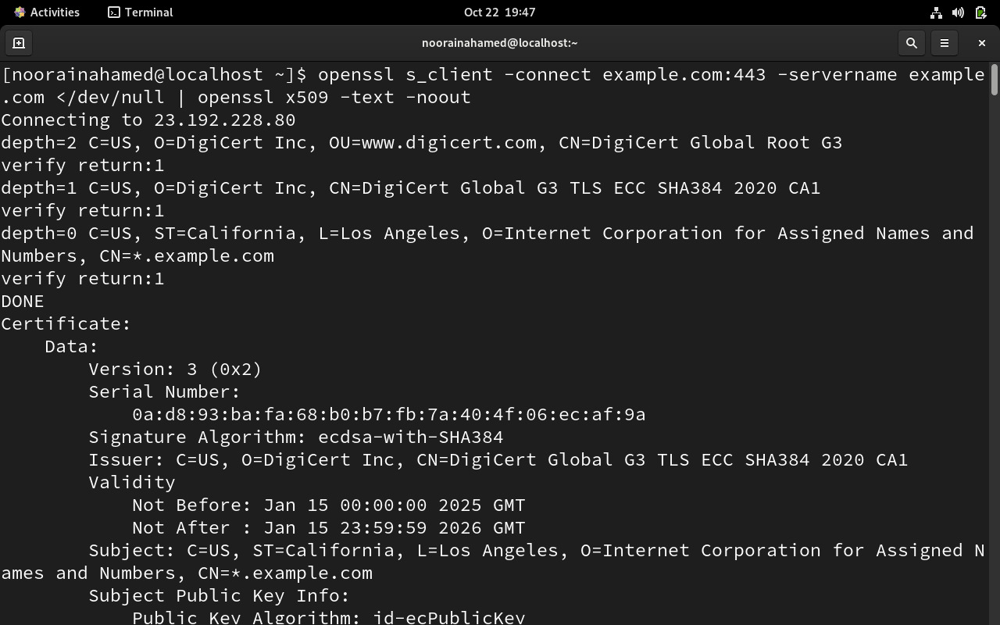 Activities Terminal Oct 22 19:47
noorainahamed@localhost:~
[noorainahamed@localhost ~]$ openssl s_client -connect example.com:443 -servername example
.com </dev/null | openssl x509 -text -noout
Connecting to 23.192.228.80
depth=2 C=US, O=DigiCert Inc, OU=www.digicert.com, CN=DigiCert Global Root G3
verify return:1
depth=1 C=US, O=DigiCert Inc, CN=DigiCert Global G3 TLS ECC SHA384 2020 CA1
verify return:1
depth=0 C=US, ST=California, L=Los Angeles, O=Internet Corporation for Assigned Names and
Numbers, CN=*.example.com
verify return:1
DONE
Certificate:
    Data:
        Version: 3 (0x2)
        Serial Number:
            0a:d8:93:ba:fa:68:b0:b7:fb:7a:40:4f:06:ec:af:9a
        Signature Algorithm: ecdsa-with-SHA384
        Issuer: C=US, O=DigiCert Inc, CN=DigiCert Global G3 TLS ECC SHA384 2020 CA1
        Validity
            Not Before: Jan 15 00:00:00 2025 GMT
            Not After : Jan 15 23:59:59 2026 GMT
        Subject: C=US, ST=California, L=Los Angeles, O=Internet Corporation for Assigned N
ames and Numbers, CN=*.example.com
        Subject Public Key Info:
            Public Key Algorithm: id-ecPublicKey